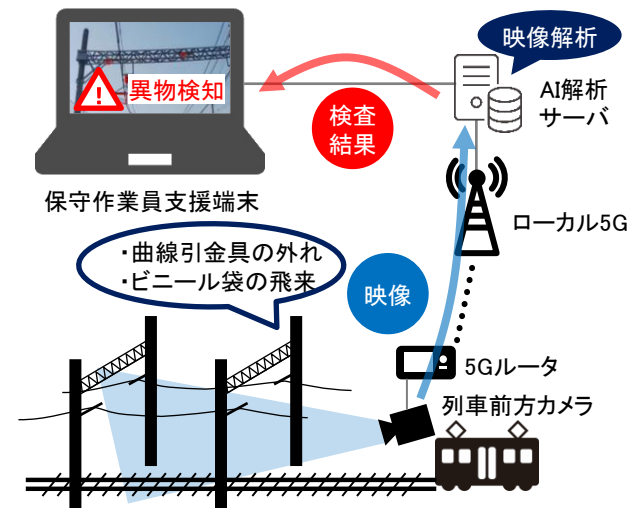 映像解析
異物検知
AI解析
サーバ
検査
結果
保守作業員支援端末
ローカル5G
・曲線引金具の外れ
・ビニール袋の飛来
映像
5Gルータ
列車前方カメラ